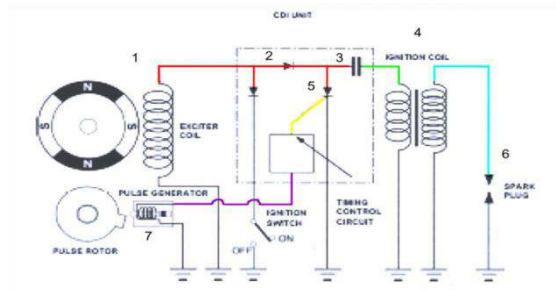 CDI UNIT
4
1
2
3
IGNITION COIL
5
N
S
S
N
EXCITER
COIL
6
PULSE GENERATOR
IGNITION
SWITCH
TIMING
CONTROL
CIRCUIT
SPARK
PLUG
7
ON
OFF
PULSE ROTOR